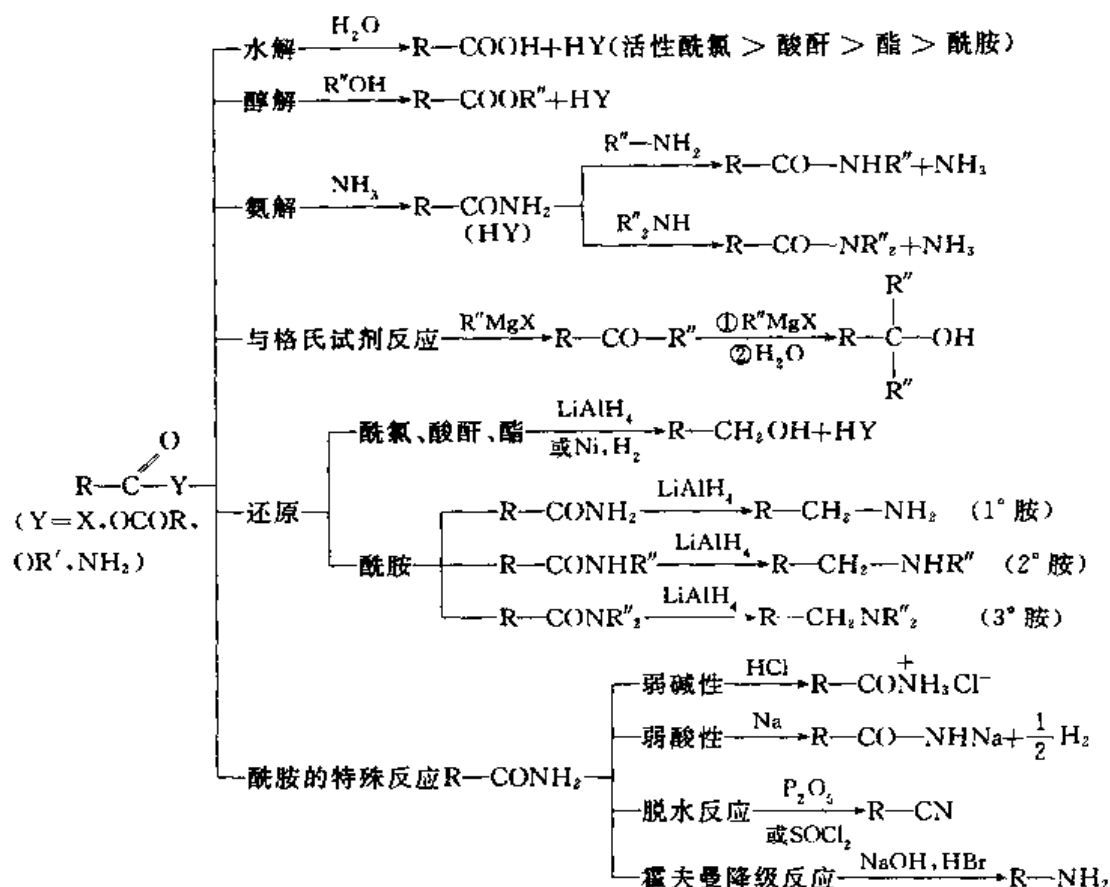 水解 H₂O → R—COOH+HY(活性酰氯 > 酸酐 > 酯 > 酰胺)
醇解 R″OH → R—COOR″+HY
氨解 NH₃ → R—CONH₂ (HY)
R″—NH₂ → R—CO—NHR″+NH₃
R″₂NH → R—CO—NR″₂+NH₃
与格氏试剂反应 R″MgX → R—CO—R″ ①R″MgX ②H₂O → R—C—OH
R″
R″
O
R—C—Y
(Y=X,OCOR,
OR′,NH₂)
还原
酰氯、酸酐、酯 LiAlH₄ 或Ni,H₂ → R—CH₂OH+HY
酰胺
R—CONH₂ LiAlH₄ → R—CH₂—NH₂ (1°胺)
R—CONHR″ LiAlH₄ → R—CH₂—NHR″ (2°胺)
R—CONR″₂ LiAlH₄ → R—CH₂NR″₂ (3°胺)
酰胺的特殊反应 R—CONH₂
弱碱性 HCl → R—CON⁺H₃Cl⁻
弱酸性 Na → R—CO—NHNa+1/2 H₂
脱水反应 P₂O₅ 或SOCl₂ → R—CN
霍夫曼降级反应 NaOH,HBr → R—NH₂